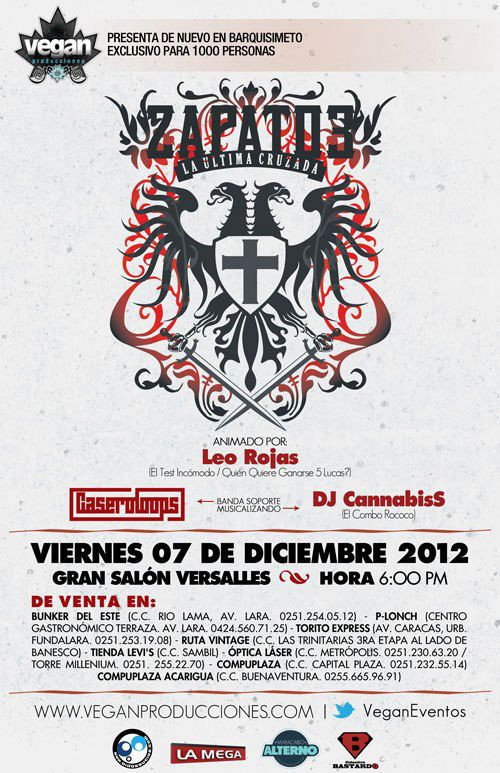 vegan
producciones
PRESENTA DE NUEVO EN BARQUISIMETO
EXCLUSIVO PARA 1000 PERSONAS
ZAPATO3
LA ÚLTIMA CRUZADA
ANIMADO POR:
Leo Rojas
(El Test Incómodo / Quién Quiere Ganarse 5 Lucas?)
Caseroloops
BANDA SOPORTE
MUSICALIZANDO
DJ CannabisS
(El Combo Rococo)
VIERNES 07 DE DICIEMBRE 2012
GRAN SALÓN VERSALLES HORA 6:00 PM
DE VENTA EN:
BUNKER DEL ESTE (C.C. RIO LAMA, AV. LARA. 0251.254.05.12) - P-LONCH (CENTRO
GASTRONÓMICO TERRAZA. AV. LARA. 0424.560.71.25) - TORITO EXPRESS (AV. CARACAS, URB.
FUNDALARA. 0251.253.19.08) - RUTA VINTAGE (C.C. LAS TRINITARIAS 3RA ETAPA AL LADO DE
BANESCO) - TIENDA LEVI'S (C.C. SAMBIL) - ÓPTICA LÁSER (C.C. METRÓPOLIS. 0251.230.63.20 /
TORRE MILLENIUM. 0251. 255.22.70) - COMPUPLAZA (C.C. CAPITAL PLAZA. 0251.232.55.14)
COMPUPLAZA ACARIGUA (C.C. BUENAVENTURA. 0255.665.96.91)
WWW.VEGANPRODUCCIONES.COM | VeganEventos
LA MEGA
MARACAIBO
ALTERNO
B
BASTARDO